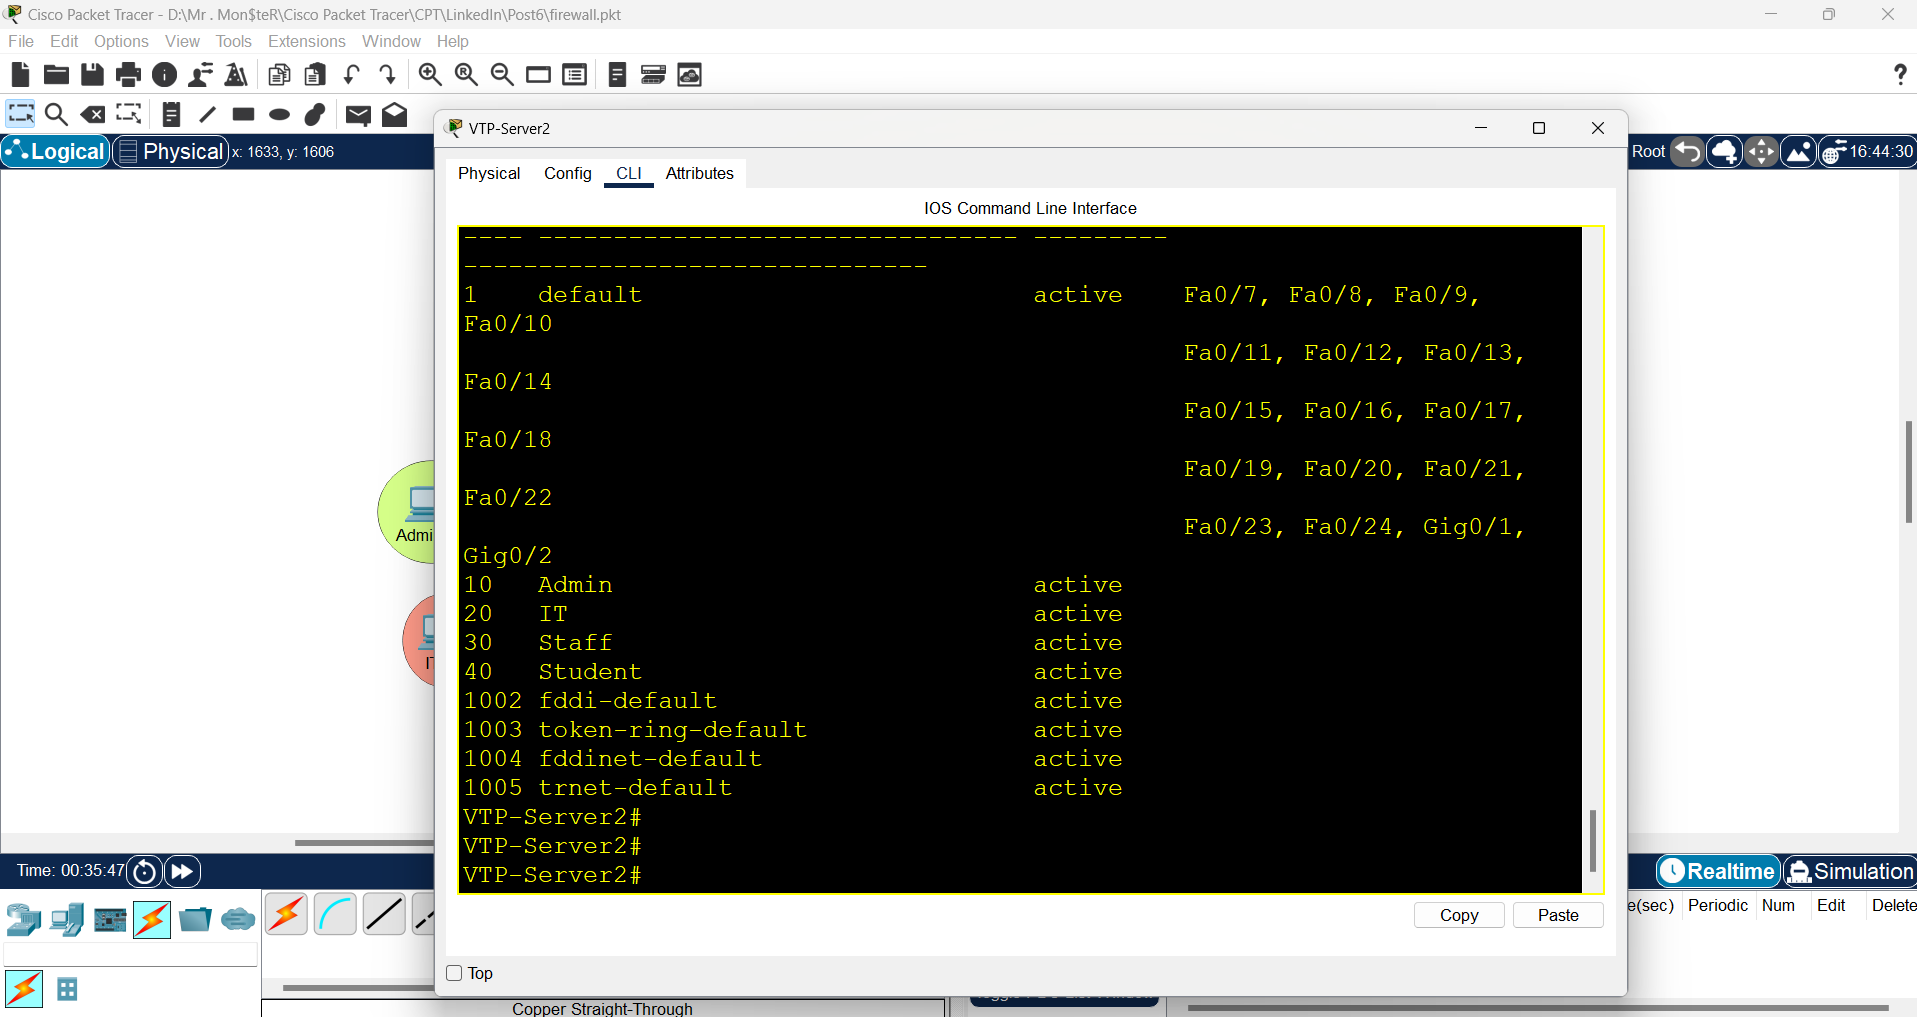 Cisco Packet Tracer - D:\Mr . Mon$teR\Cisco Packet Tracer\CPT\LinkedIn\Post6\firewall.pkt
File Edit Options View Tools Extensions Window Help
?
VTP-Server2
Logical Physical x: 1633, y: 1606
Root 16:44:30
Physical Config CLI Attributes
IOS Command Line Interface
---- -------------------------------- ---------
-------------------------------
1 default active Fa0/7, Fa0/8, Fa0/9,
Fa0/10
Fa0/11, Fa0/12, Fa0/13,
Fa0/14
Fa0/15, Fa0/16, Fa0/17,
Fa0/18
Fa0/19, Fa0/20, Fa0/21,
Fa0/22
Fa0/23, Fa0/24, Gig0/1,
Gig0/2
10 Admin active
20 IT active
30 Staff active
40 Student active
1002 fddi-default active
1003 token-ring-default active
1004 fddinet-default active
1005 trnet-default active
VTP-Server2#
VTP-Server2#
VTP-Server2#
Copy Paste
Top
Admi
IT
Time: 00:35:47
Realtime Simulation
e(sec) Periodic Num Edit Delete
Copper Straight-Through